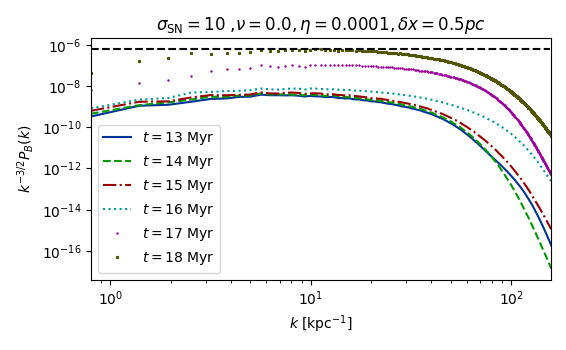 σ_SN = 10 , ν = 0.0, η = 0.0001, δx = 0.5pc
10^−6
10^−8
10^−10
10^−12
10^−14
10^−16
k^−3/2 P_B(k)
t = 13 Myr
t = 14 Myr
t = 15 Myr
t = 16 Myr
t = 17 Myr
t = 18 Myr
10^0
10^1
10^2
k [kpc^−1]